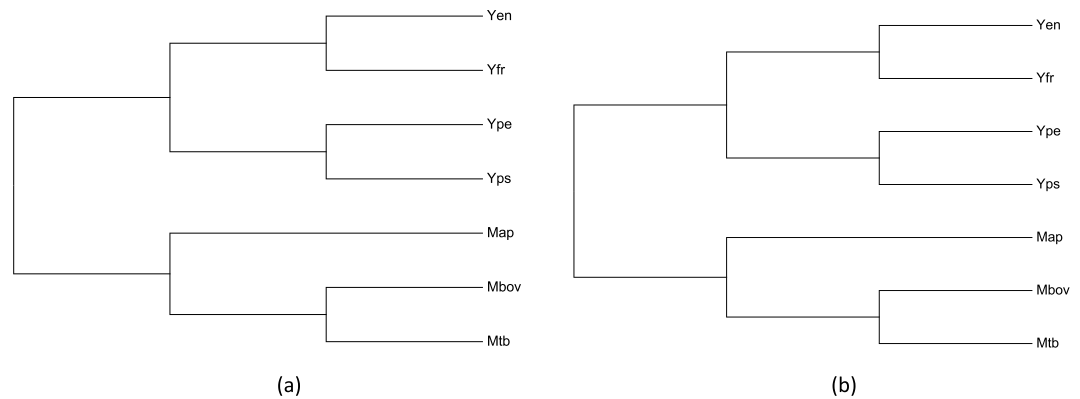 Yen
Yfr
Ype
Yps
Map
Mbov
Mtb
(a)
Yen
Yfr
Ype
Yps
Map
Mbov
Mtb
(b)